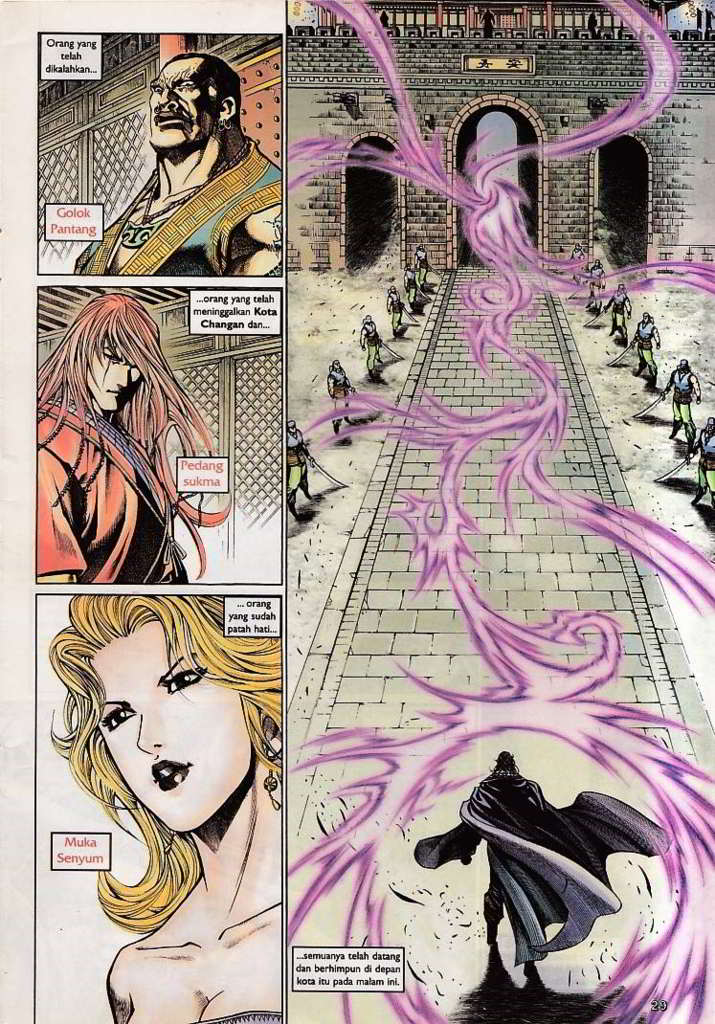 Orang yang
telah
dikalahkan...
Golok
Pantang
...orang yang telah
meninggalkan Kota
Changan dan...
Pedang
sukma
... orang
yang sudah
patah hati...
Muka
Senyum
...semuanya telah datang
dan berhimpun di depan
kota itu pada malam ini.
29